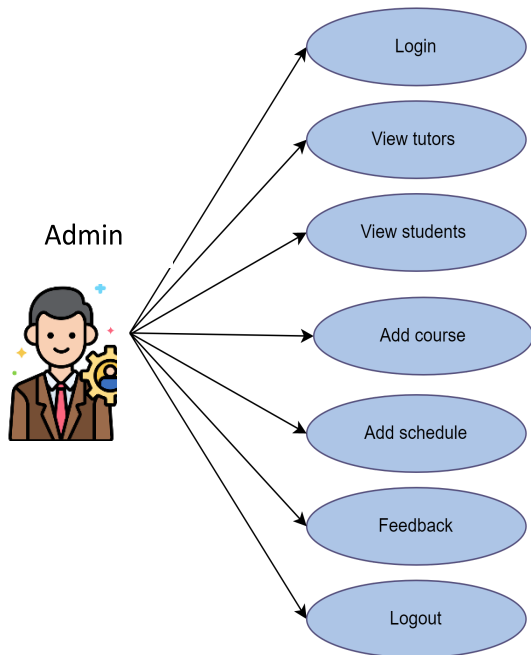 Login
View tutors
View students
Admin
Add course
Add schedule
Feedback
Logout